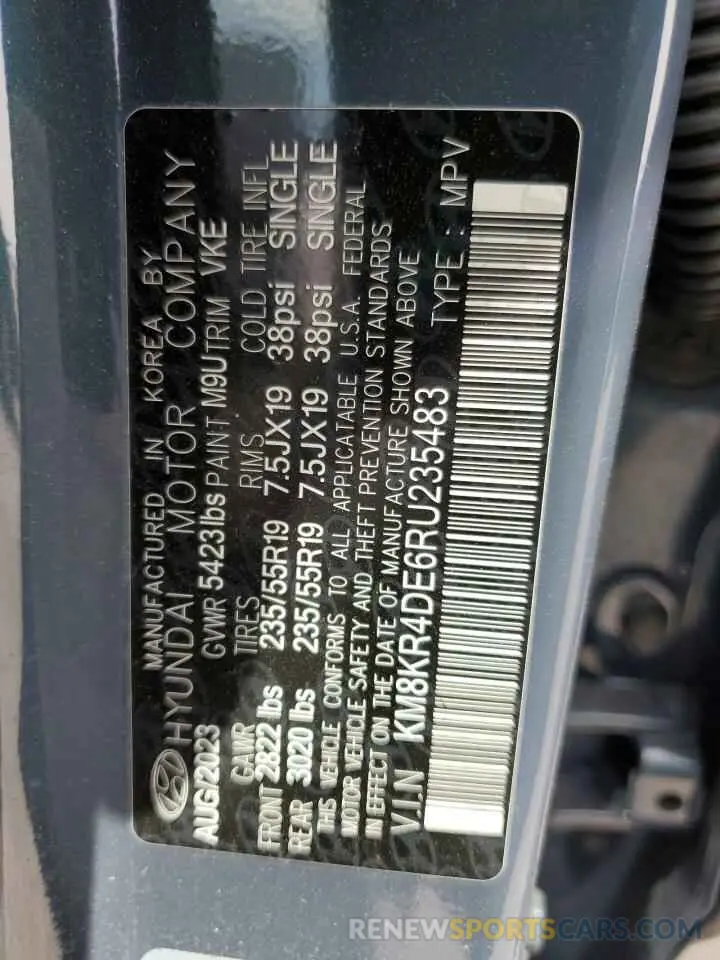 MANUFACTURED IN KOREA BY
HYUNDAI MOTOR COMPANY
AUG/2023 GVWR 5423lbs PAINT M9U TRIM VKE
GAWR TIRES RIMS COLD TIRE INFL
FRONT 2822 lbs 235/55R19 7.5JX19 38psi SINGLE
REAR 3020 lbs 235/55R19 7.5JX19 38psi SINGLE
THIS VEHICLE CONFORMS TO ALL APPLICATABLE U.S.A. FEDERAL
MOTOR VEHICLE SAFETY AND THEFT PREVENTION STANDARDS
IN EFFECT ON THE DATE OF MANUFACTURE SHOWN ABOVE
V.I.N KM8KR4DE6RU235483 TYPE : MPV
RENEWSPORTSCARS.COM